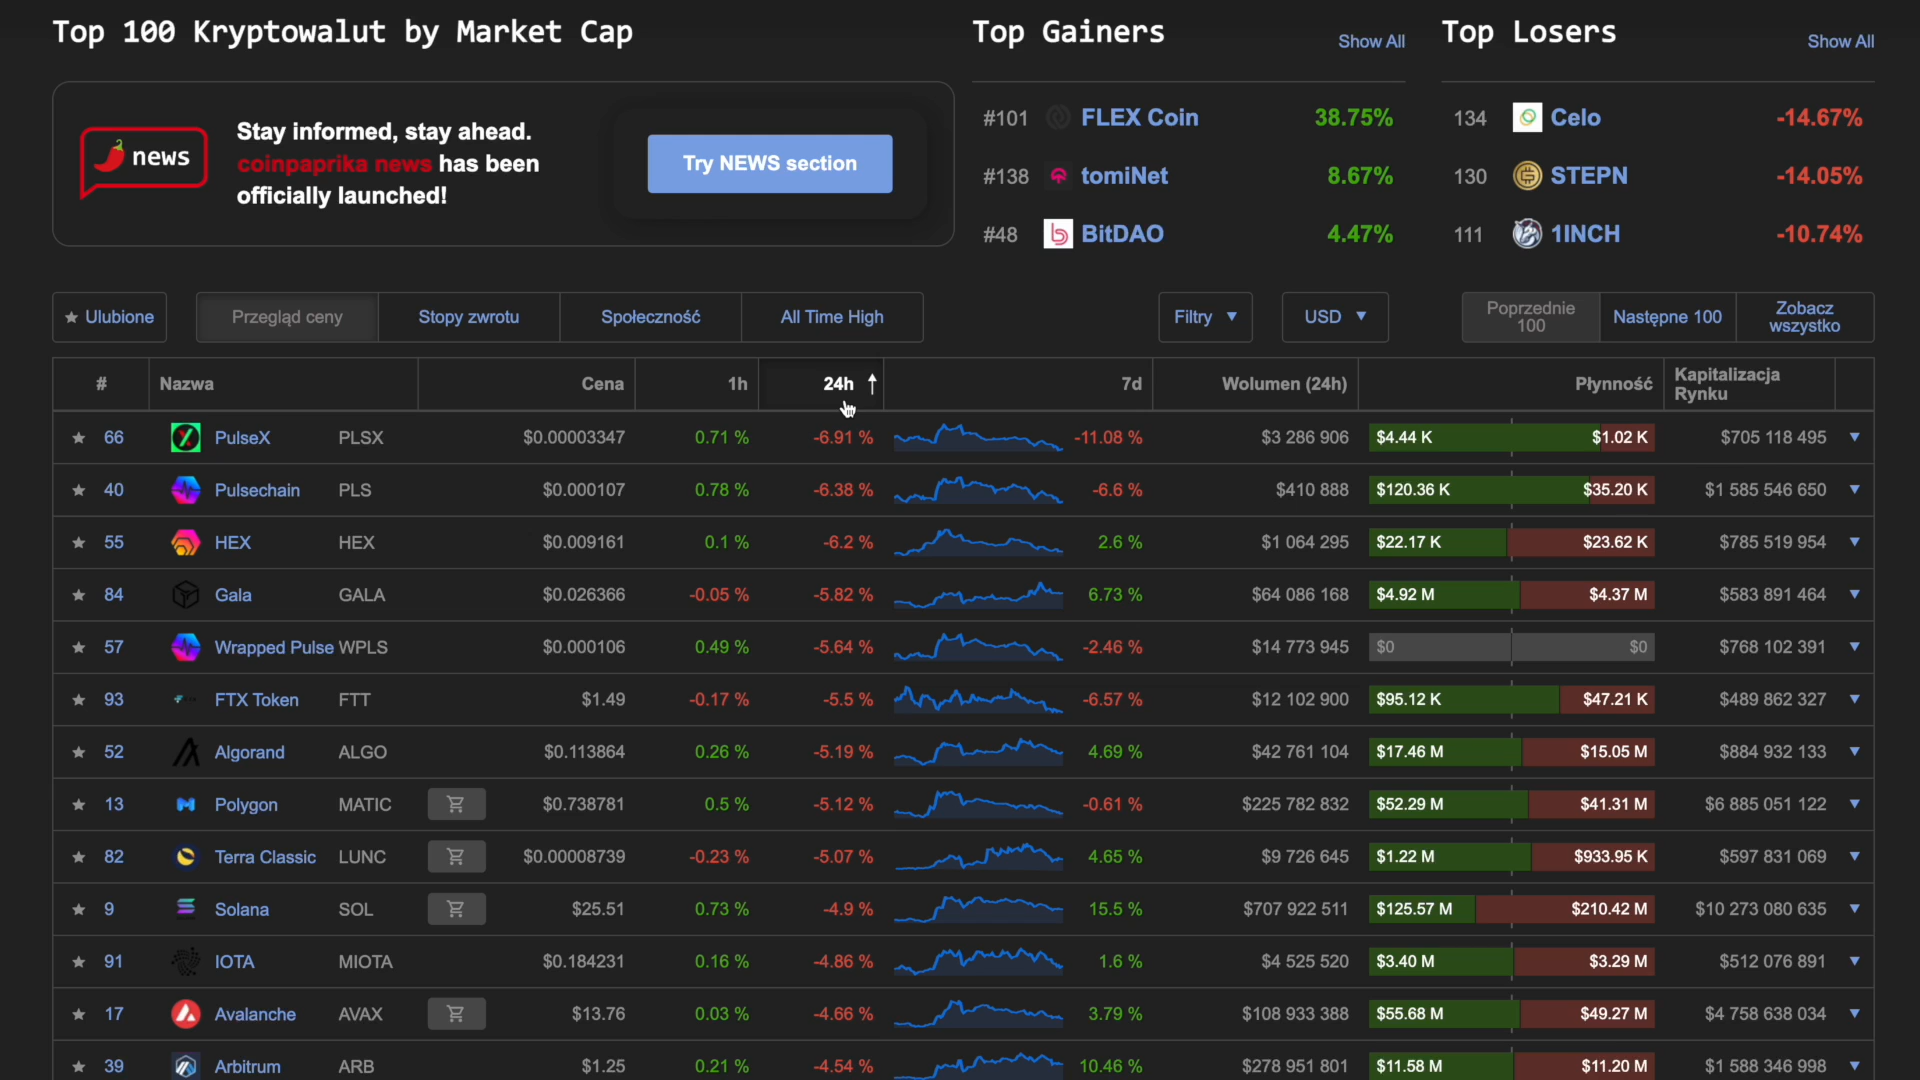 Top 100 Kryptowalut by Market Cap
Top Gainers
Show All
Top Losers
Show All
news
Stay informed, stay ahead.
coinpaprika news has been
officially launched!
Try NEWS section
#101 FLEX Coin 38.75%
#138 tomiNet 8.67%
#48 BitDAO 4.47%
134 Celo -14.67%
130 STEPN -14.05%
111 1INCH -10.74%
Ulubione
Przegląd ceny
Stopy zwrotu
Społeczność
All Time High
Filtry
USD
Poprzednie
100
Następne 100
Zobacz
wszystko
# Nazwa Cena 1h 24h 7d Wolumen (24h) Płynność Kapitalizacja
Rynku
66 PulseX PLSX $0.00003347 0.71 % -6.91 % -11.08 % $3 286 906 $4.44 K $1.02 K $705 118 495
40 Pulsechain PLS $0.000107 0.78 % -6.38 % -6.6 % $410 888 $120.36 K $35.20 K $1 585 546 650
55 HEX HEX $0.009161 0.1 % -6.2 % 2.6 % $1 064 295 $22.17 K $23.62 K $785 519 954
84 Gala GALA $0.026366 -0.05 % -5.82 % 6.73 % $64 086 168 $4.92 M $4.37 M $583 891 464
57 Wrapped Pulse WPLS $0.000106 0.49 % -5.64 % -2.46 % $14 773 945 $0 $0 $768 102 391
93 FTX Token FTT $1.49 -0.17 % -5.5 % -6.57 % $12 102 900 $95.12 K $47.21 K $489 862 327
52 Algorand ALGO $0.113864 0.26 % -5.19 % 4.69 % $42 761 104 $17.46 M $15.05 M $884 932 133
13 Polygon MATIC $0.738781 0.5 % -5.12 % -0.61 % $225 782 832 $52.29 M $41.31 M $6 885 051 122
82 Terra Classic LUNC $0.00008739 -0.23 % -5.07 % 4.65 % $9 726 645 $1.22 M $933.95 K $597 831 069
9 Solana SOL $25.51 0.73 % -4.9 % 15.5 % $707 922 511 $125.57 M $210.42 M $10 273 080 635
91 IOTA MIOTA $0.184231 0.16 % -4.86 % 1.6 % $4 525 520 $3.40 M $3.29 M $512 076 891
17 Avalanche AVAX $13.76 0.03 % -4.66 % 3.79 % $108 933 388 $55.68 M $49.27 M $4 758 638 034
39 Arbitrum ARB $1.25 0.21 % -4.54 % 10.46 % $278 951 801 $11.58 M $11.20 M $1 588 346 998